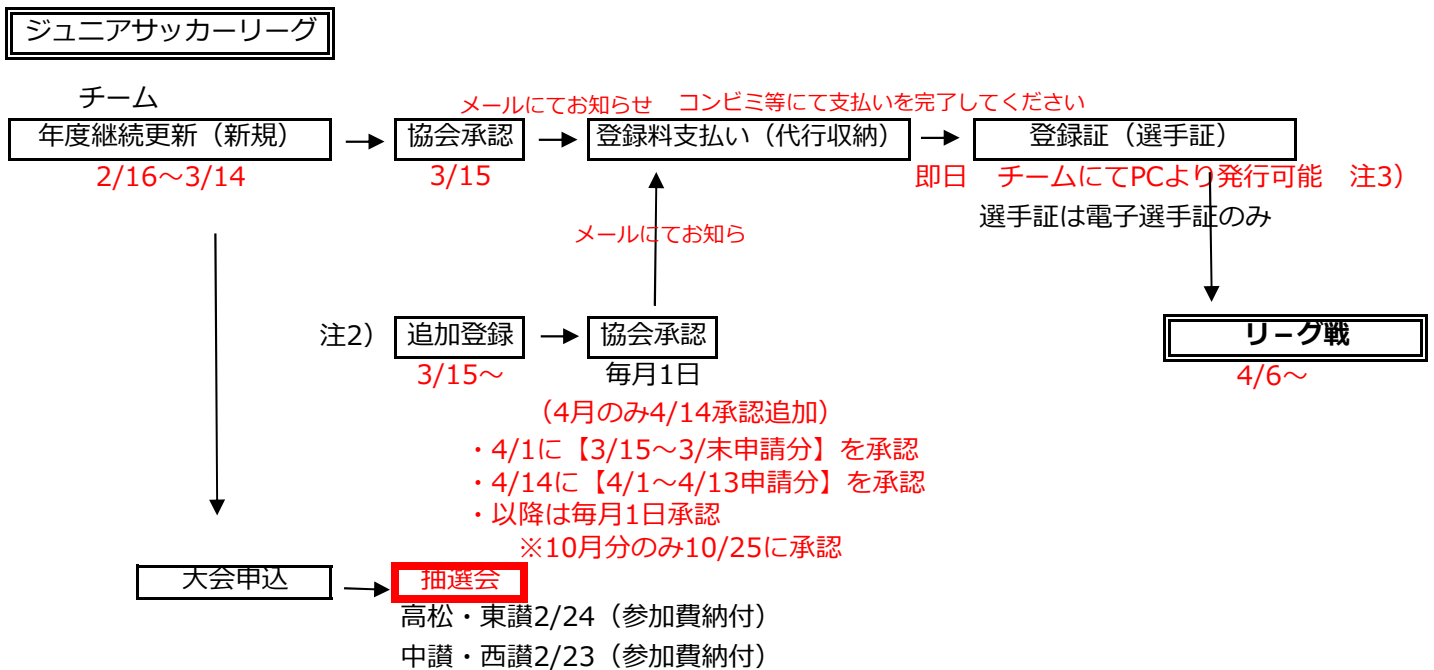 ジュニアサッカーリーグ
チーム
メールにてお知らせ コンビミ等にて支払いを完了してください
年度継続更新（新規） 協会承認 登録料支払い（代行収納） 登録証（選手証）
2/16～3/14 3/15 即日 チームにてPCより発行可能 注3）
選手証は電子選手証のみ
メールにてお知ら
注2） 追加登録 協会承認 リ－グ戦
3/15～ 毎月1日 4/6～
（4月のみ4/14承認追加）
・4/1に【3/15～3/末申請分】を承認
・4/14に【4/1～4/13申請分】を承認
・以降は毎月1日承認
※10月分のみ10/25に承認
大会申込 抽選会
高松・東讃2/24（参加費納付）
中讃・西讃2/23（参加費納付）